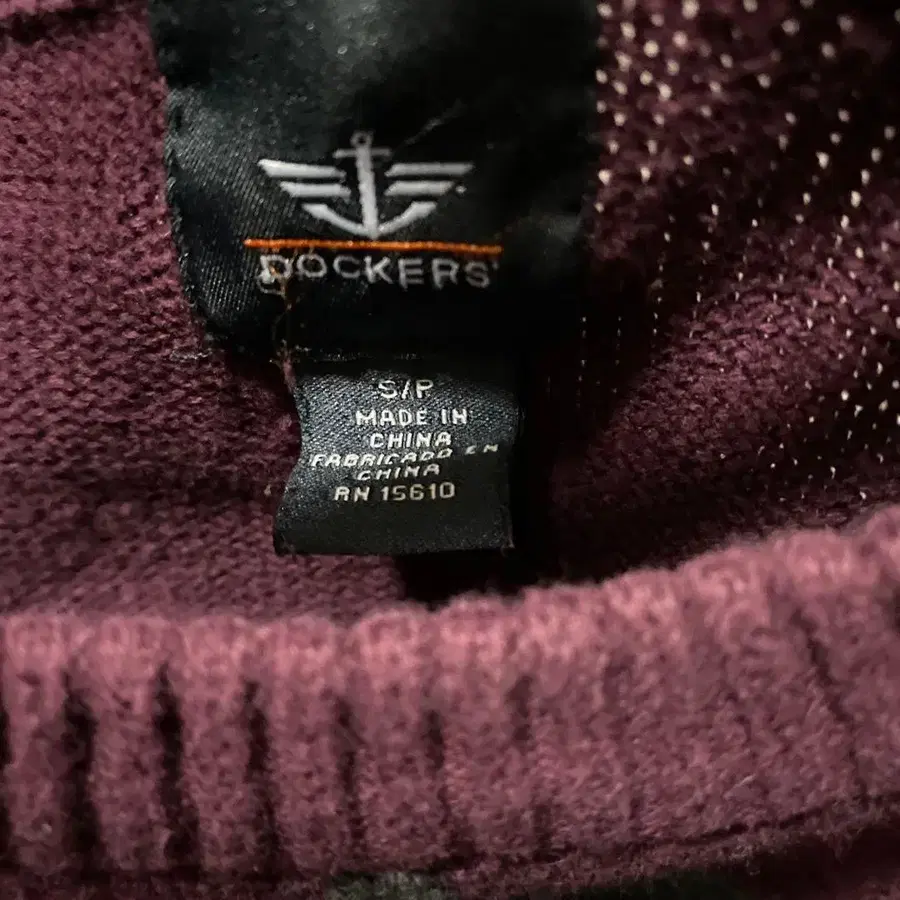 DOCKERS
S/P
MADE IN
CHINA
FABRICADO EN
CHINA
RN 15610